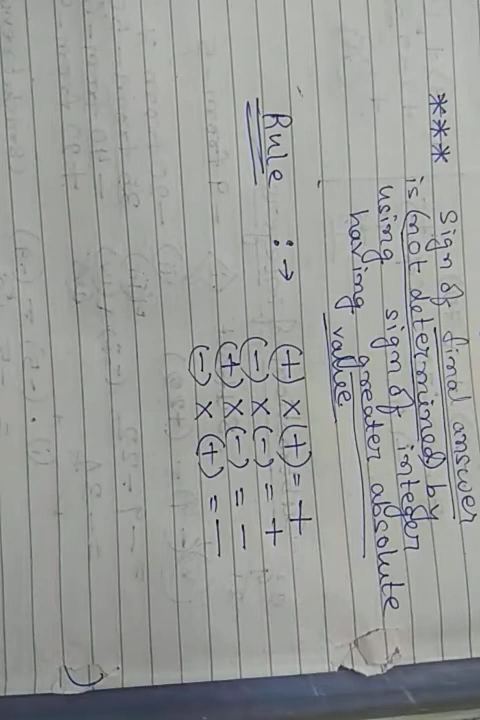 *** Sign of final answer
is (not determined) by
using sign of integer
having greater absolute
value
Rule :→ (+) × (+) = +
(-) × (-) = +
(+) × (-) = -
(-) × (+) = -